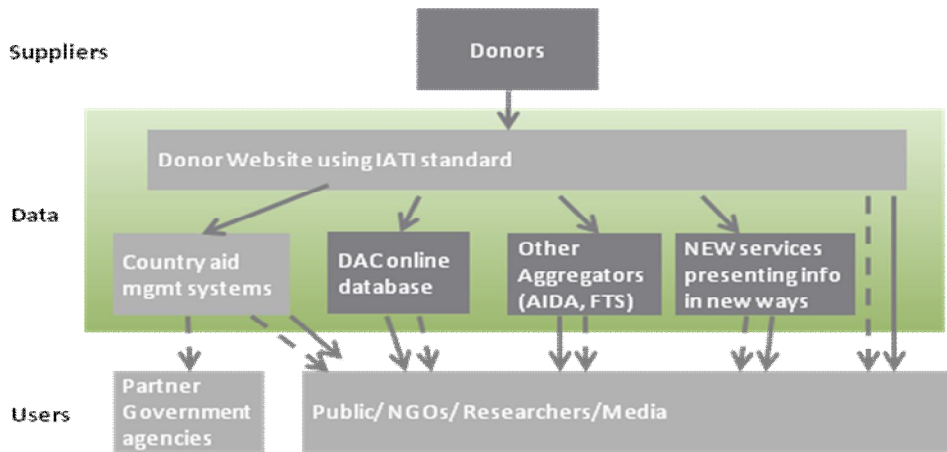 Suppliers
Donors
Donor Website using IATI standard
Data
Country aid
mgmt systems
DAC online
database
Other
Aggregators
(AIDA, FTS)
NEW services
presenting info
in new ways
Users
Partner
Government
agencies
Public/ NGOs/ Researchers/Media